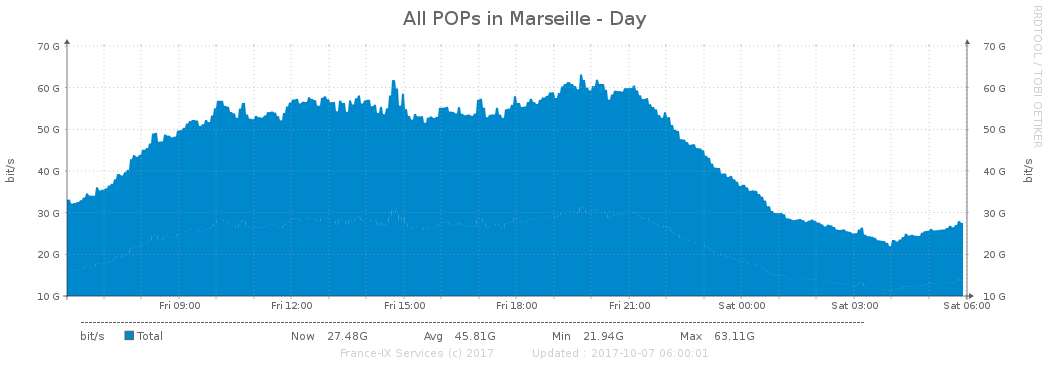 All POPs in Marseille - Day
RRDTOOL / TOBI OETIKER
bit/s
70 G
60 G
50 G
40 G
30 G
20 G
10 G
70 G
60 G
50 G
40 G
30 G
20 G
10 G
bit/s
Fri 09:00 Fri 12:00 Fri 15:00 Fri 18:00 Fri 21:00 Sat 00:00 Sat 03:00 Sat 06:00
bit/s Total Now 27.48G Avg 45.81G Min 21.94G Max 63.11G
France-IX Services (c) 2017 Updated : 2017-10-07 06:00:01